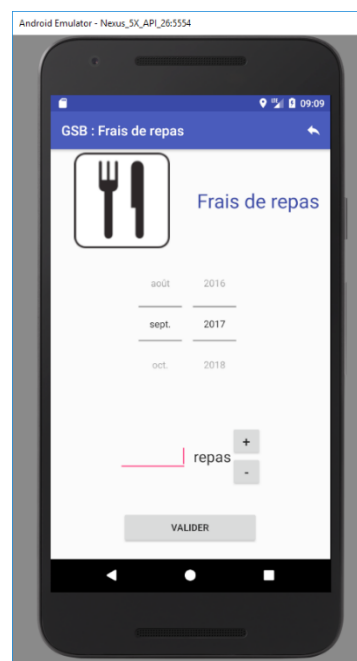 Android Emulator - Nexus_5X_API_26:5554
09:09
GSB : Frais de repas
Frais de repas
août 2016
sept. 2017
oct. 2018
+
repas
-
VALIDER